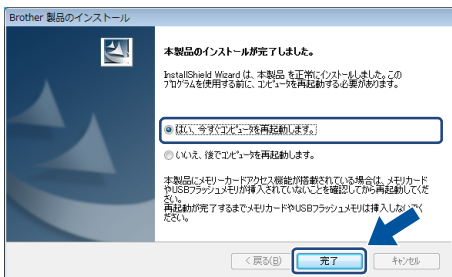 Brother 製品のインストール
本製品のインストールが完了しました。
InstallShield Wizard は、本製品 を正常にインストールしました。この
プログラムを使用する前に、コンピュータを再起動する必要があります。
はい、今すぐコンピュータを再起動します。
いいえ、後でコンピュータを再起動します。
本製品にメモリーカードアクセス機能が搭載されている場合は、メモリカード
やUSBフラッシュメモリが挿入されていないことを確認してから再起動してくだ
さい。
再起動が完了するまでメモリカードやUSBフラッシュメモリは挿入しないでく
ださい。
< 戻る(B)
完了
キャンセル